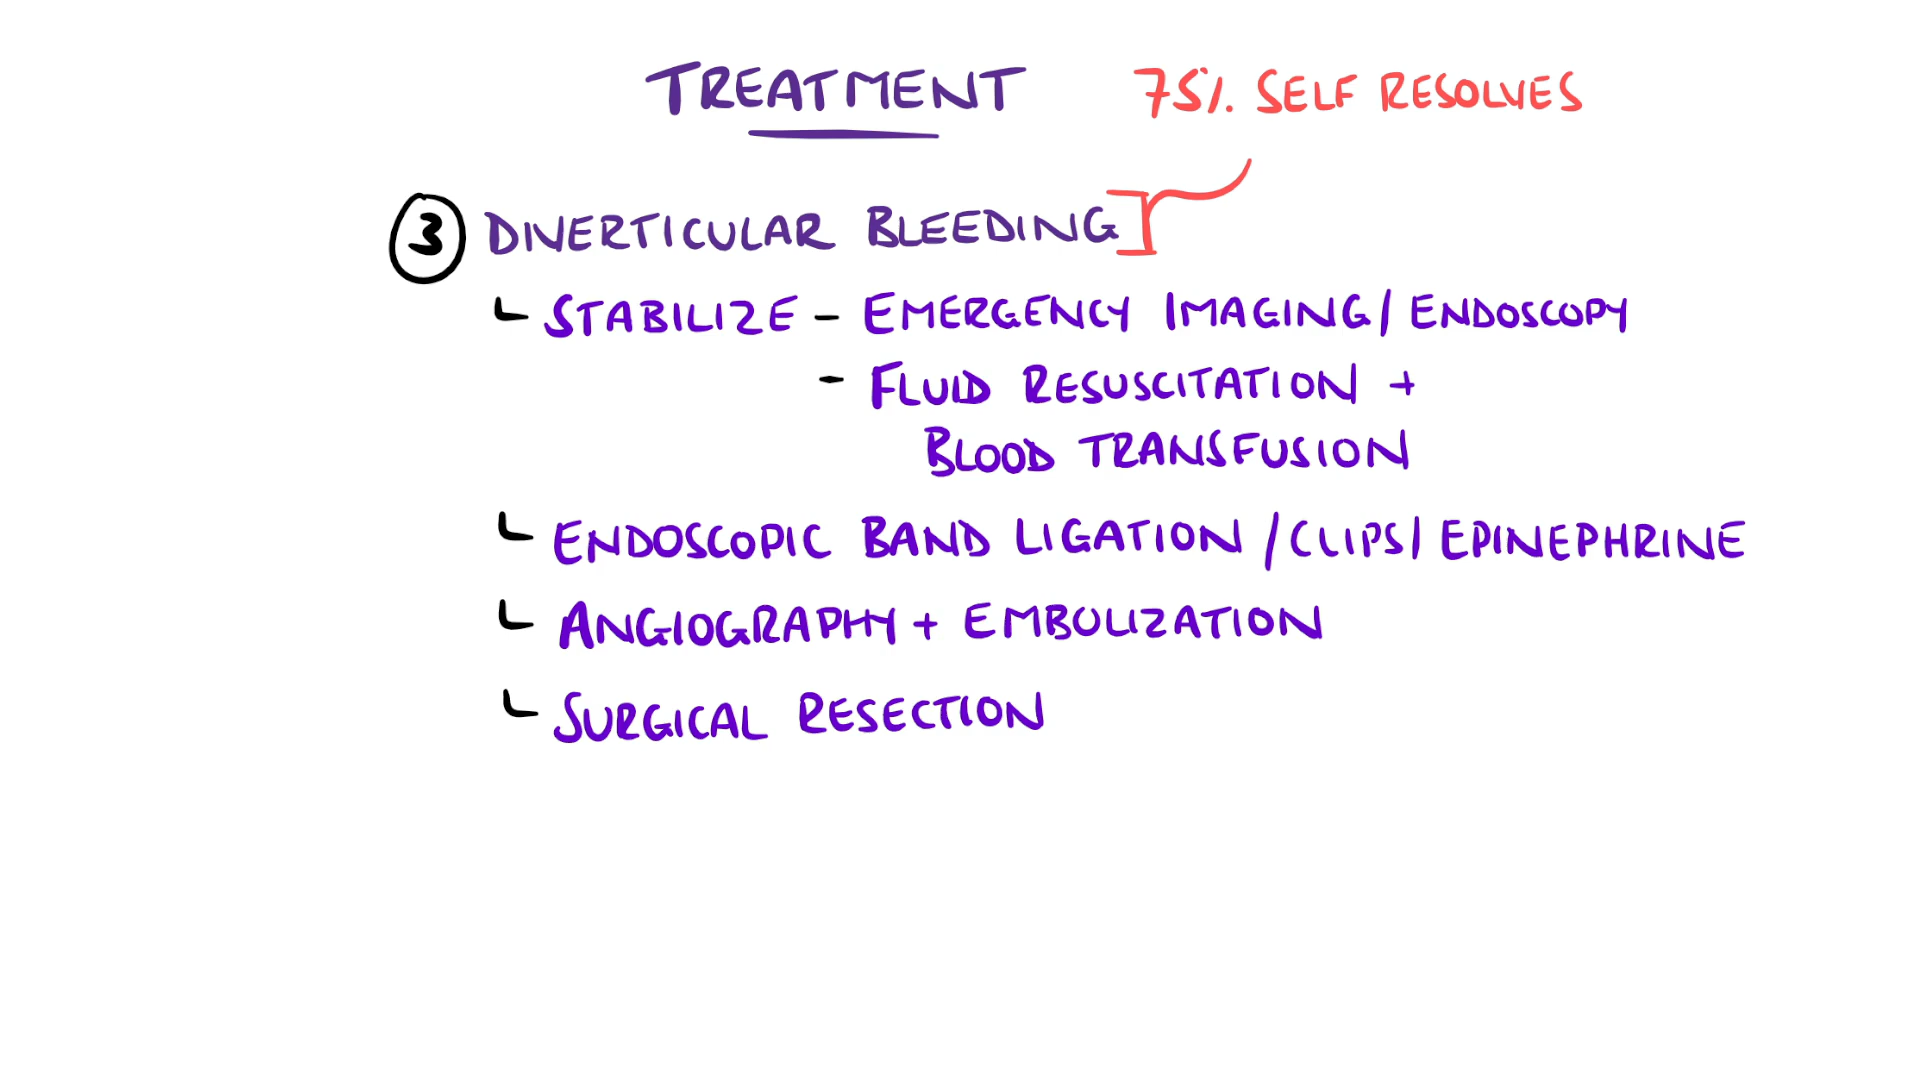 TREATMENT 75% SELF RESOLVES
3 DIVERTICULAR BLEEDING
STABILIZE - EMERGENCY IMAGING/ENDOSCOPY
- FLUID RESUSCITATION +
BLOOD TRANSFUSION
ENDOSCOPIC BAND LIGATION/CLIPS/EPINEPHRINE
ANGIOGRAPHY + EMBOLIZATION
SURGICAL RESECTION